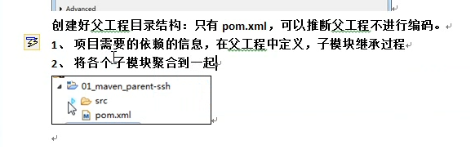 Advanced
创建好父工程目录结构：只有 pom.xml，可以推断父工程不进行编码。
1、 项目需要的依赖的信息，在父工程中定义，子模块继承过程
2、 将各个子模块聚合到一起
01_maven_parent-ssh
src
pom.xml